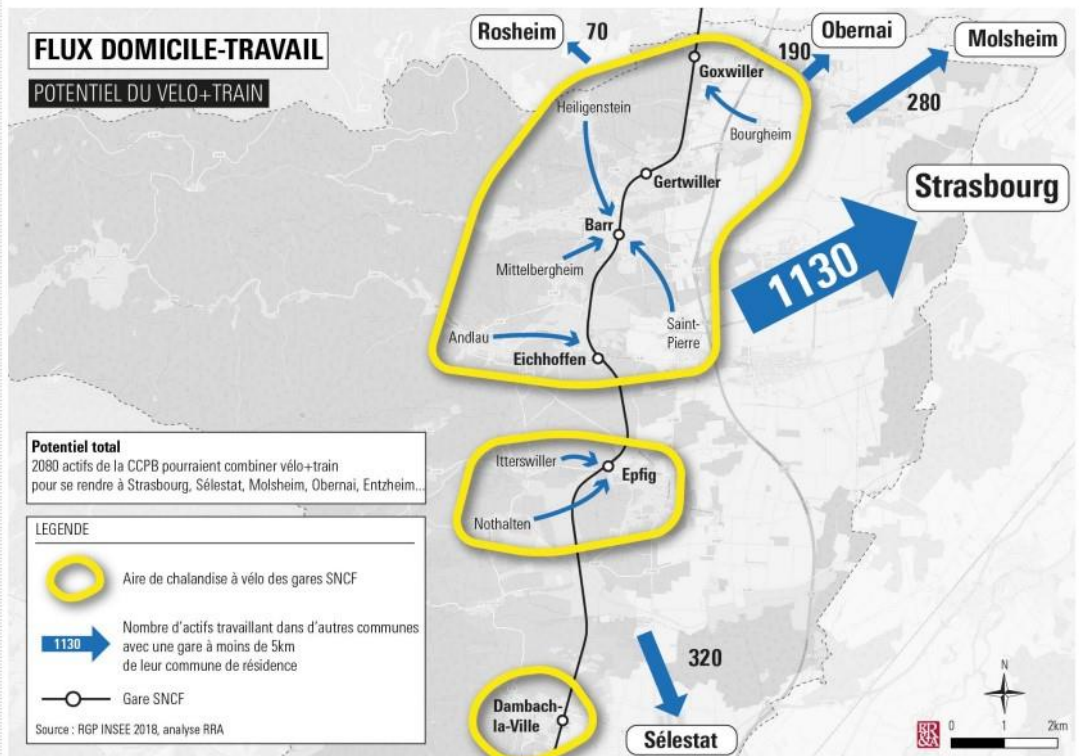 FLUX DOMICILE-TRAVAIL
POTENTIEL DU VELO+TRAIN
Rosheim
70
190
Obernai
Molsheim
280
Goxwiller
Heiligenstein
Bourgheim
Gertwiller
Strasbourg
Barr
1130
Mittelbergheim
Saint-
Pierre
Andlau
Eichhoffen
Potentiel total
2080 actifs de la CCPB pourraient combiner vélo+train
pour se rendre à Strasbourg, Sélestat, Molsheim, Obernai, Entzheim...
Itterswiller
Epfig
Nothalten
LEGENDE
Aire de chalandise à vélo des gares SNCF
1130
Nombre d'actifs travaillant dans d'autres communes
avec une gare à moins de 5km
de leur commune de résidence
Gare SNCF
Source : RGP INSEE 2018, analyse RRA
320
Dambach-
la-Ville
Sélestat
N
0 1 2km